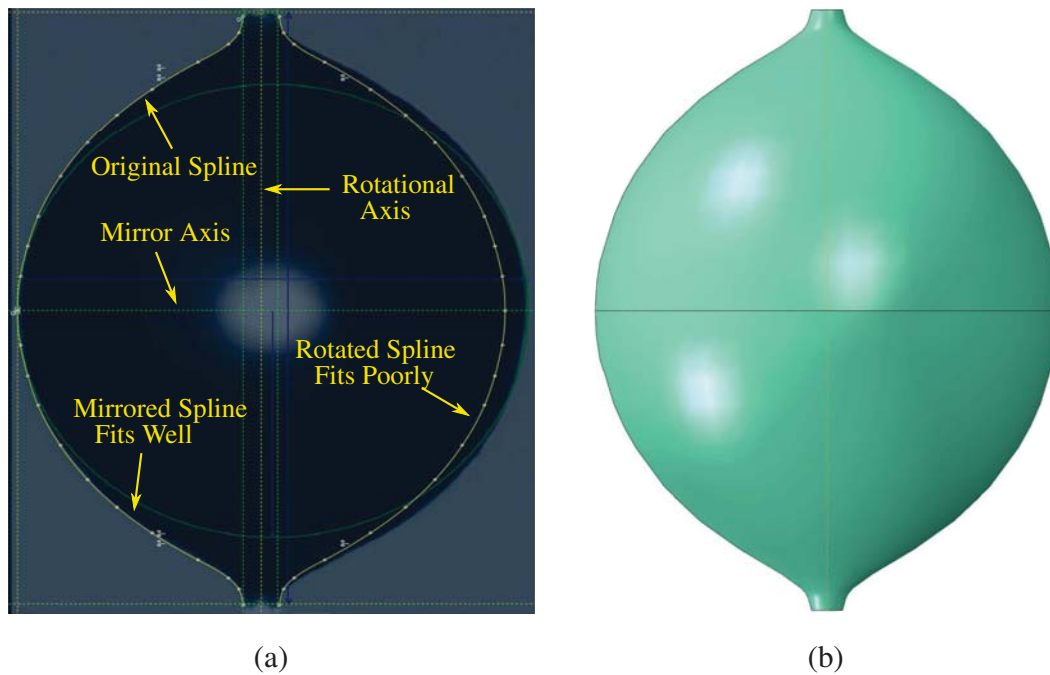 Original Spline
Rotational
Axis
Mirror Axis
Rotated Spline
Fits Poorly
Mirrored Spline
Fits Well
(a)
(b)